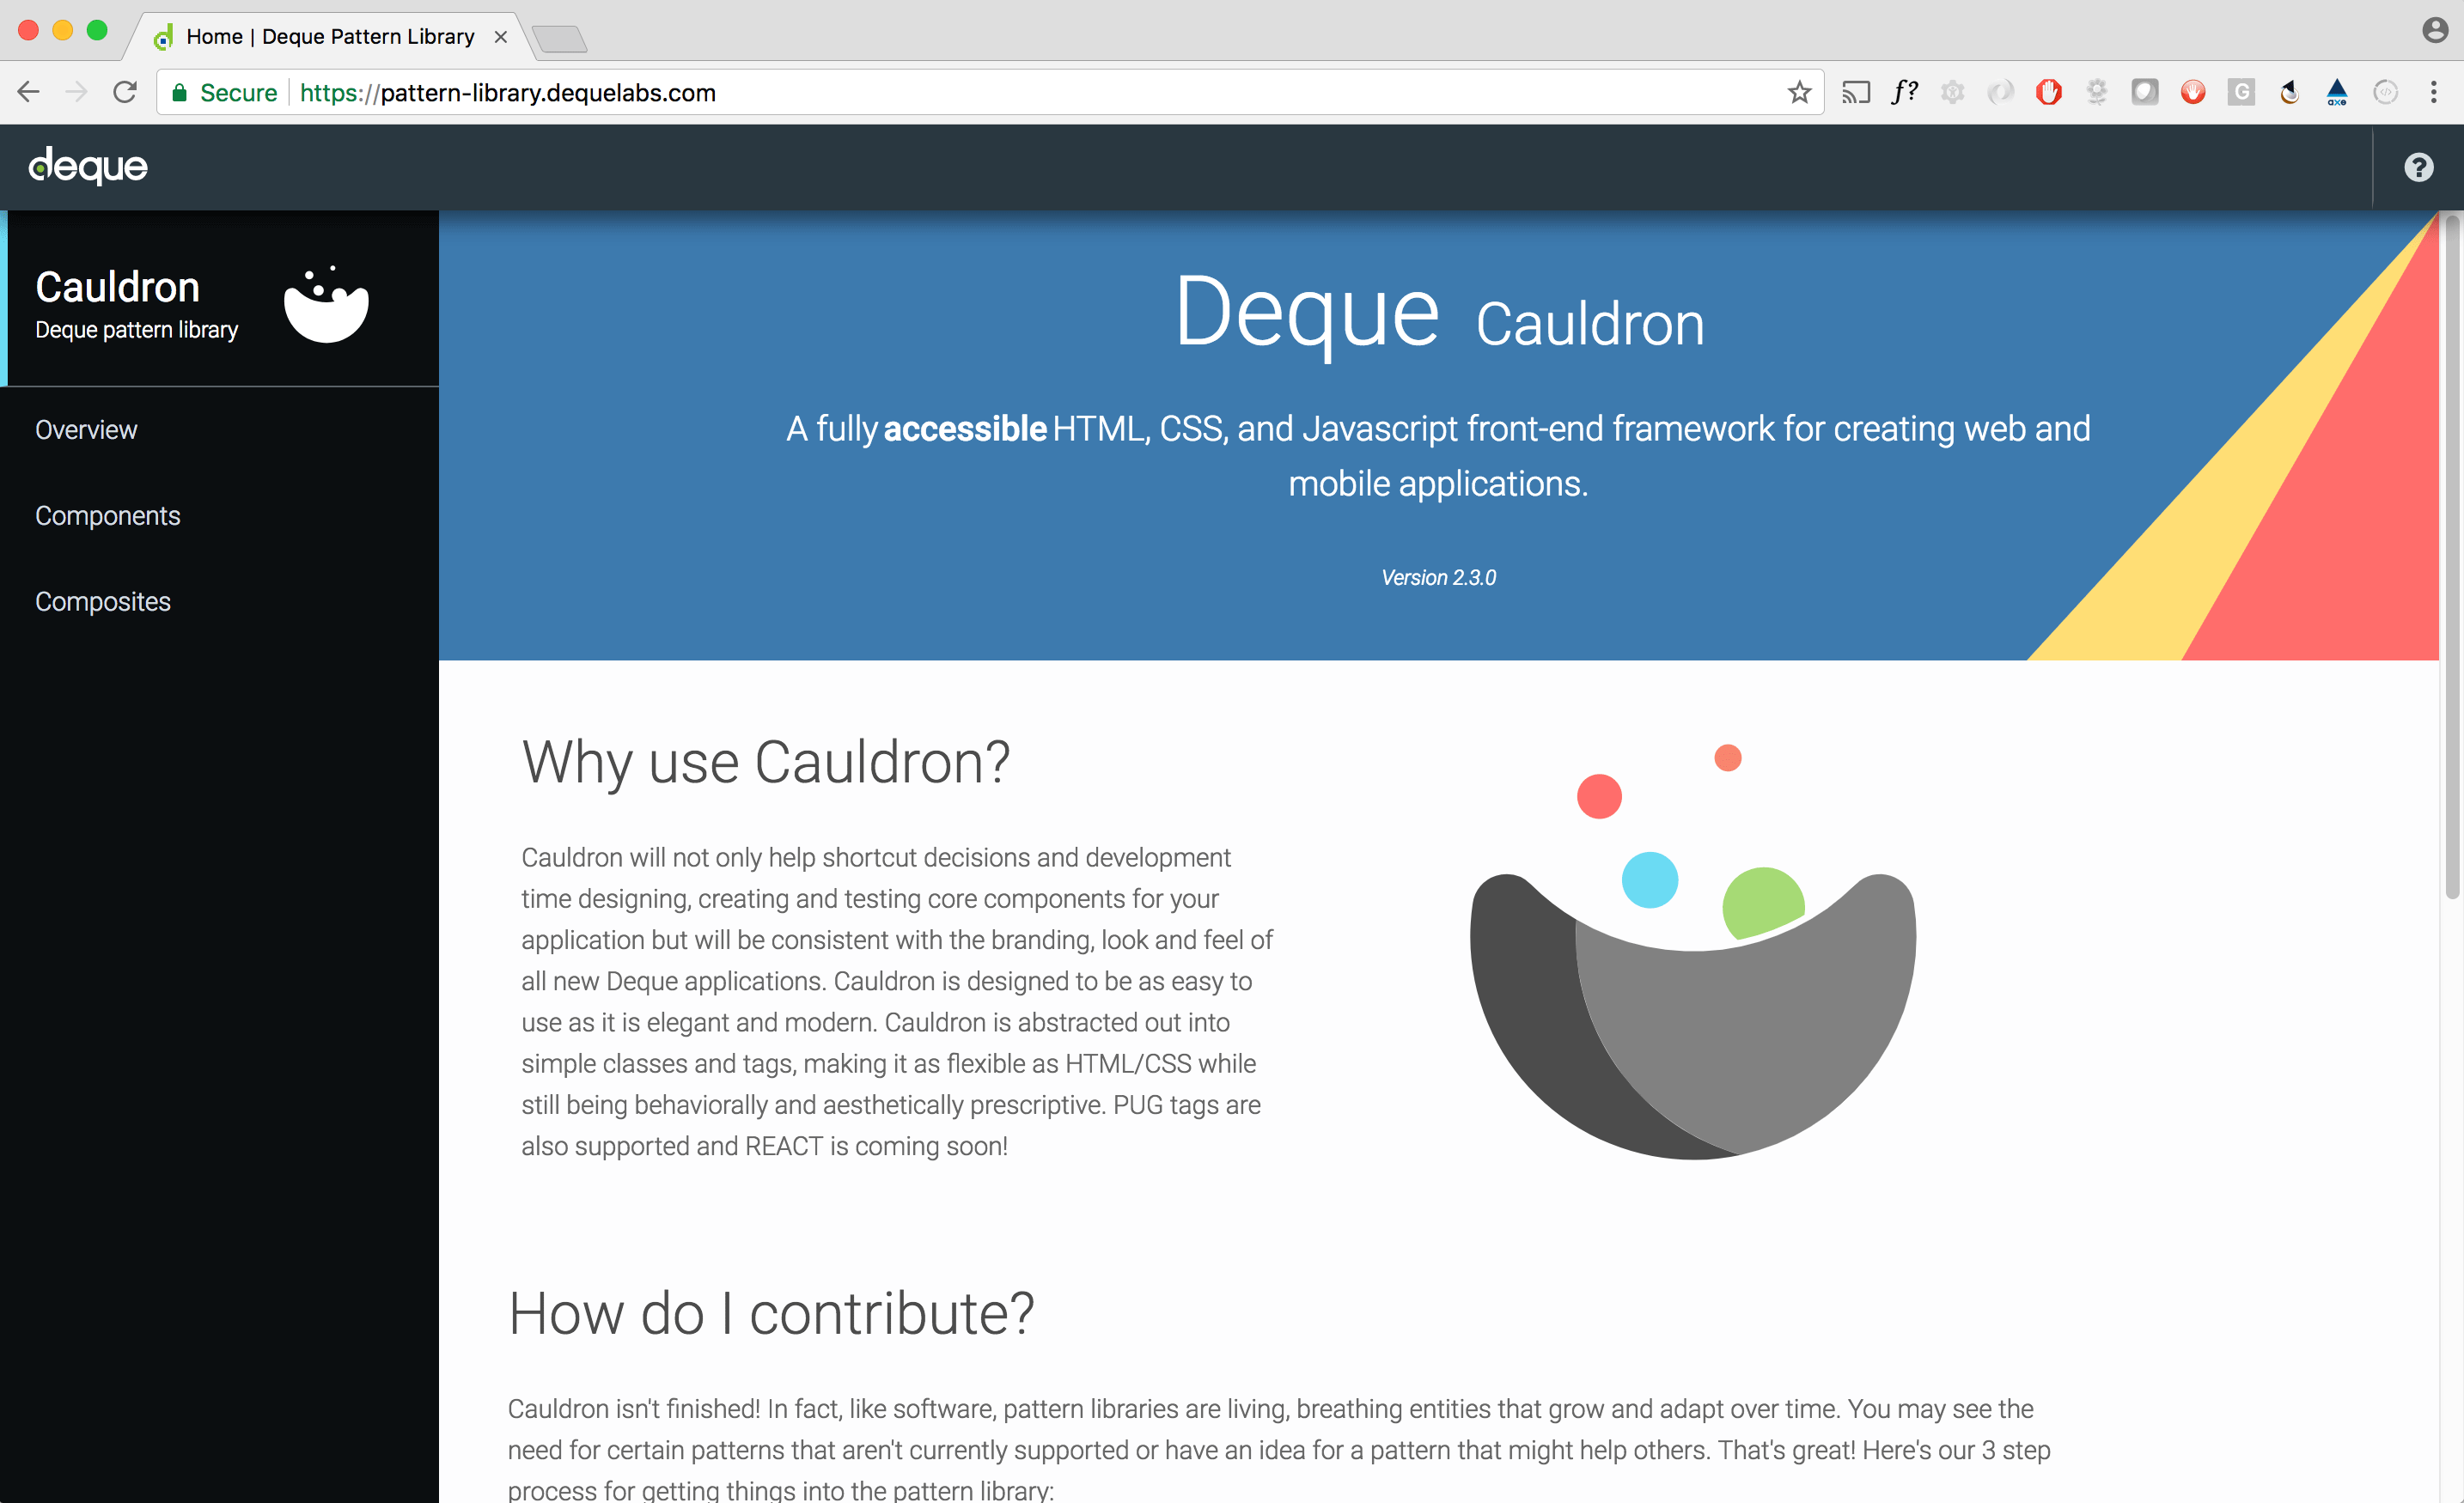 Home | Deque Pattern Library
Secure https://pattern-library.dequelabs.com
f?
G
axe
deque
?
Cauldron
Deque pattern library
Overview
Components
Composites
Deque Cauldron
A fully accessible HTML, CSS, and Javascript front-end framework for creating web and
mobile applications.
Version 2.3.0
Why use Cauldron?
Cauldron will not only help shortcut decisions and development
time designing, creating and testing core components for your
application but will be consistent with the branding, look and feel of
all new Deque applications. Cauldron is designed to be as easy to
use as it is elegant and modern. Cauldron is abstracted out into
simple classes and tags, making it as flexible as HTML/CSS while
still being behaviorally and aesthetically prescriptive. PUG tags are
also supported and REACT is coming soon!
How do I contribute?
Cauldron isn't finished! In fact, like software, pattern libraries are living, breathing entities that grow and adapt over time. You may see the
need for certain patterns that aren't currently supported or have an idea for a pattern that might help others. That's great! Here's our 3 step
process for getting things into the pattern library: